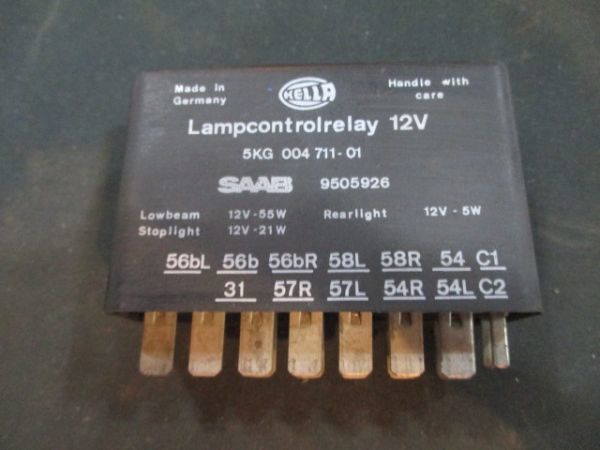 Made in Germany
HELLA
Handle with care
Lampcontrolrelay 12V
5KG 004 711-01
SAAB 9505926
Lowbeam 12V-55W Rearlight 12V-5W
Stoplight 12V-21W
56bL 56b 56bR 58L 58R 54 C1
31 57R 57L 54R 54L C2